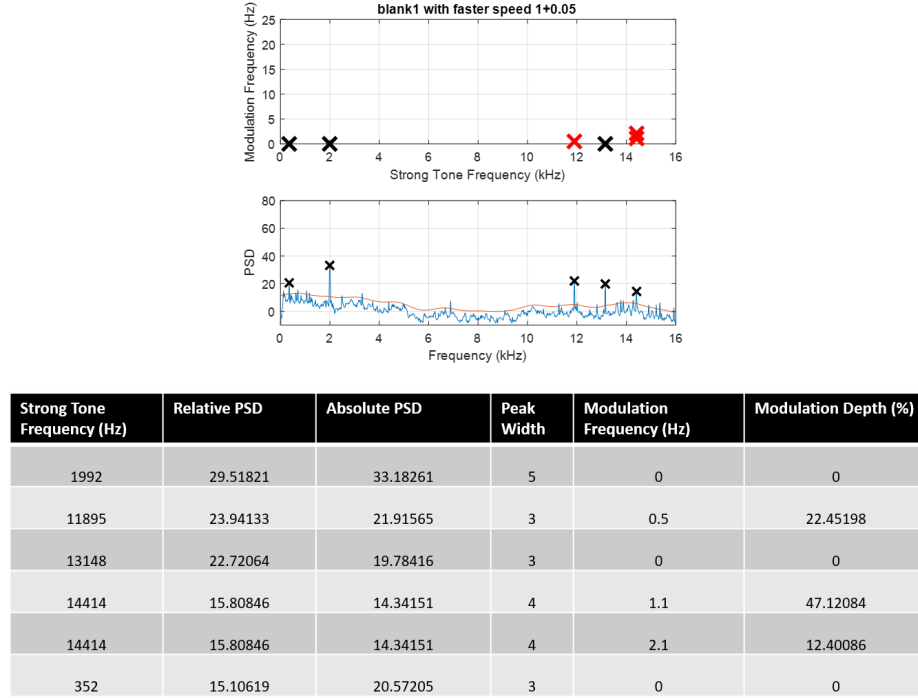 blank1 with faster speed 1+0.05
Modulation Frequency (Hz)
25
20
15
10
5
0
0 2 4 6 8 10 12 14 16
Strong Tone Frequency (kHz)
PSD
80
60
40
20
0
0 2 4 6 8 10 12 14 16
Frequency (kHz)
Strong Tone Frequency (Hz) Relative PSD Absolute PSD Peak Width Modulation Frequency (Hz) Modulation Depth (%)
1992 29.51821 33.18261 5 0 0
11895 23.94133 21.91565 3 0.5 22.45198
13148 22.72064 19.78416 3 0 0
14414 15.80846 14.34151 4 1.1 47.12084
14414 15.80846 14.34151 4 2.1 12.40086
352 15.10619 20.57205 3 0 0